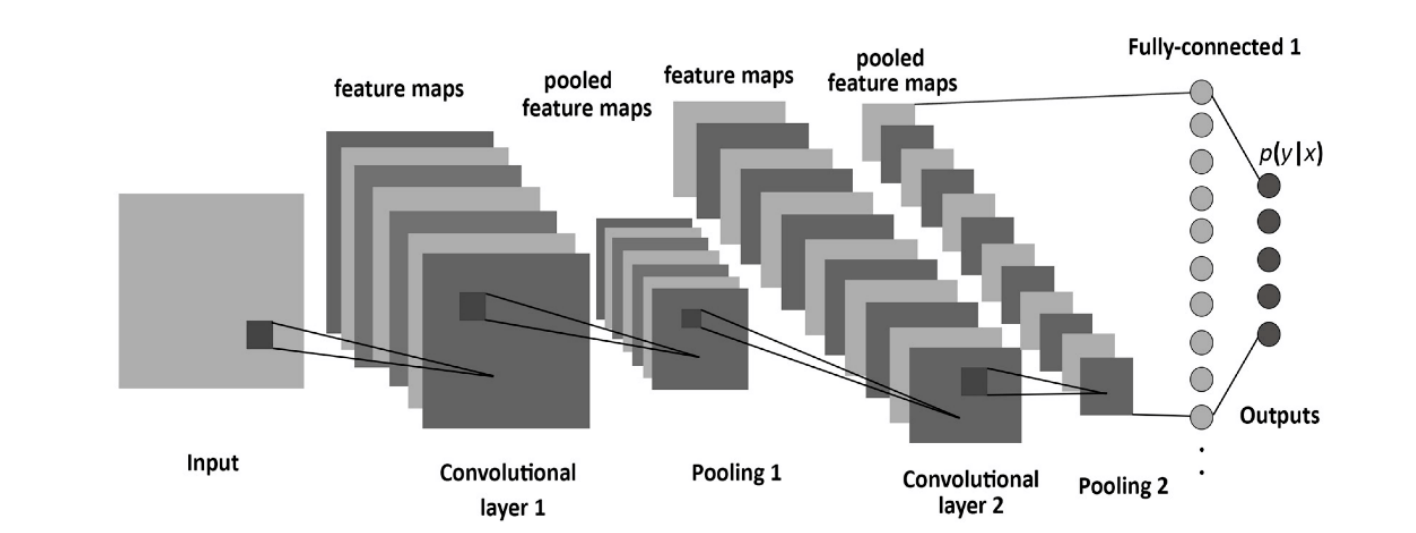 feature maps
pooled
feature maps
feature maps
pooled
feature maps
Fully-connected 1
p(y|x)
Input
Convolutional
layer 1
Pooling 1
Convolutional
layer 2
Pooling 2
Outputs